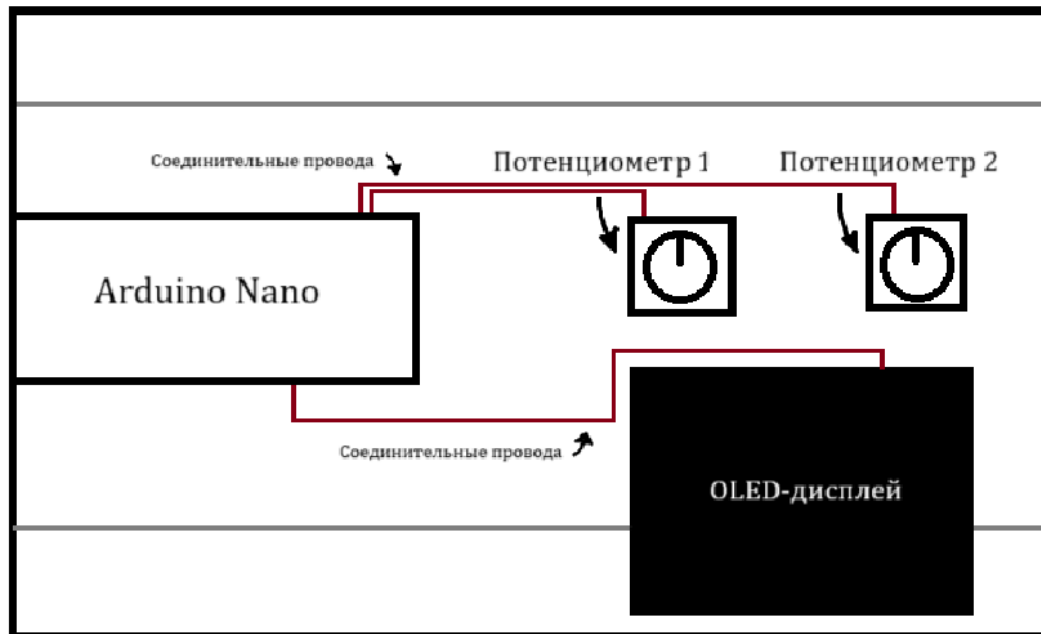 Соединительные провода
Потенциометр 1
Потенциометр 2
Arduino Nano
Соединительные провода
OLED-дисплей